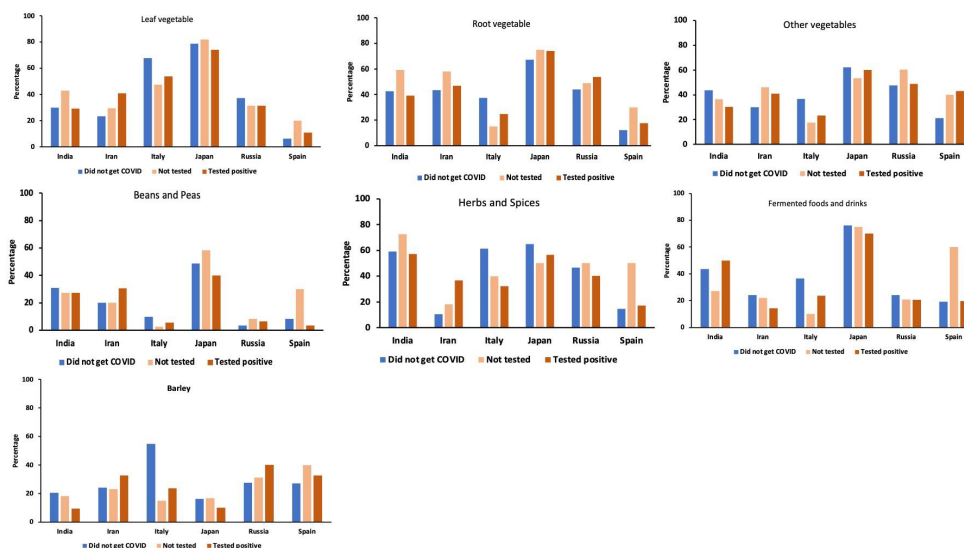 Leaf vegetable
Percentage
100
80
60
40
20
0
India Iran Italy Japan Russia Spain
Did not get COVID Not tested Tested positive
Root vegetable
Percentage
100
80
60
40
20
0
India Iran Italy Japan Russia Spain
Did not get COVID Not tested Tested positive
Other vegetables
Percentage
100
80
60
40
20
0
India Iran Italy Japan Russia Spain
Did not get COVID Not tested Tested positive
Beans and Peas
Percentage
100
80
60
40
20
0
India Iran Italy Japan Russia Spain
Did not get COVID Not tested Tested positive
Herbs and Spices
Percentage
100
80
60
40
20
0
India Iran Italy Japan Russia Spain
Did not get COVID Not tested Tested positive
Fermented foods and drinks
Percentage
100
80
60
40
20
0
India Iran Italy Japan Russia Spain
Did not get COVID Not tested Tested positive
Barley
Percentage
100
80
60
40
20
0
India Iran Italy Japan Russia Spain
Did not get COVID Not tested Tested positive